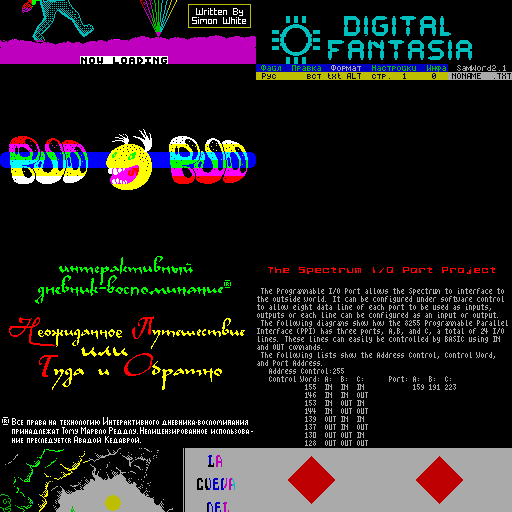 Written By
Simon White
NOW LOADING
DIGITAL
FANTASIA
Файл Правка Формат Настройки Инфа SamWord2.1
Рус вст txt ALT стр. 1 0 NONAME .TXT
интерактивный
дневник-воспоминание®
Неожиданное Путешествие
или
Туда и Обратно
® Все права на технологию Интерактивного дневника-воспоминания
принадлежат Тому Марволо Реддлу. Нелицензированное использова-
ние преследуется Авадой Кедаврой.
The Spectrum I/O Port Project
The Programmable I/O Port allows the Spectrum to interface to
the outside world. It can be configured under software control
to allow eight data line of each port to be used as inputs,
outputs or each line can be configured as an input or output.
The following diagrams show how the 8255 Programmable Parallel
Interface (PPI) has three ports, A,B, and C, a total of 24 I/O
lines. These lines can easily be controlled by BASIC using IN
and OUT commands.
The following lists show the Address Control, Control Word,
and Port Address.
Address Control:255
Control Word: A: B: C: Port: A: B: C:
155 IN IN IN 159 191 223
146 IN IN OUT
153 IN OUT IN
144 IN OUT OUT
139 OUT IN IN
137 OUT IN OUT
130 OUT OUT IN
128 OUT OUT OUT
LA
CUEVA
DEL